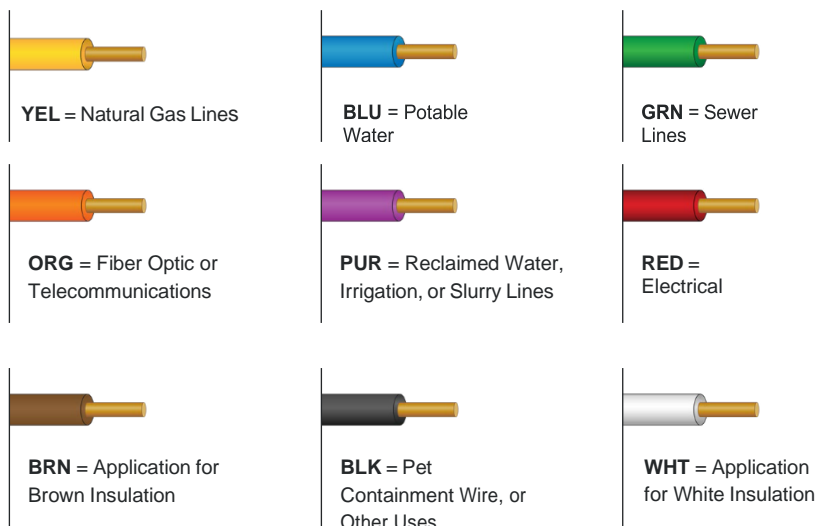 YEL = Natural Gas Lines
BLU = Potable
Water
GRN = Sewer
Lines
ORG = Fiber Optic or
Telecommunications
PUR = Reclaimed Water,
Irrigation, or Slurry Lines
RED =
Electrical
BRN = Application for
Brown Insulation
BLK = Pet
Containment Wire, or
Other Uses
WHT = Application
for White Insulation